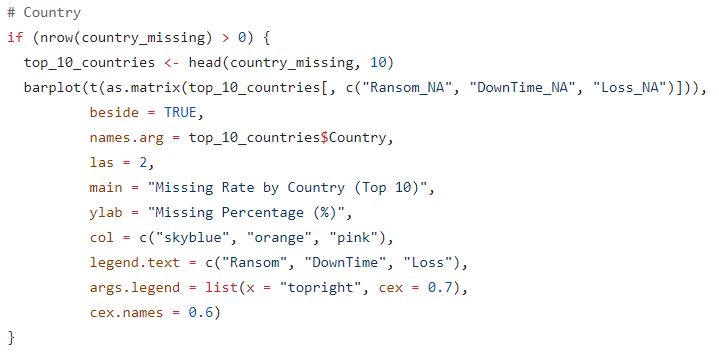 # Country
if (nrow(country_missing) > 0) {
  top_10_countries <- head(country_missing, 10)
  barplot(t(as.matrix(top_10_countries[, c("Ransom_NA", "DownTime_NA", "Loss_NA")])),
          beside = TRUE,
          names.arg = top_10_countries$Country,
          las = 2,
          main = "Missing Rate by Country (Top 10)",
          ylab = "Missing Percentage (%)",
          col = c("skyblue", "orange", "pink"),
          legend.text = c("Ransom", "DownTime", "Loss"),
          args.legend = list(x = "topright", cex = 0.7),
          cex.names = 0.6)
}